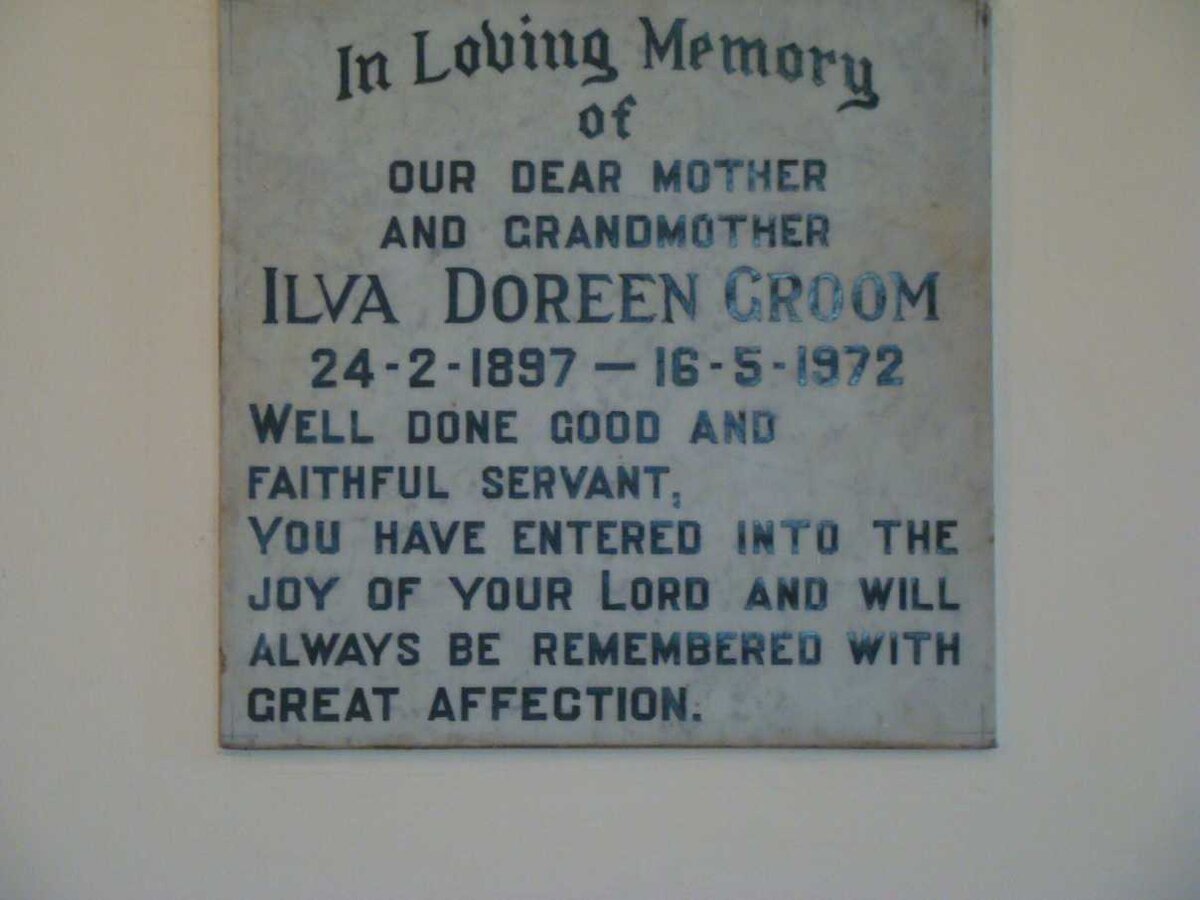 In Loving Memory
of
OUR DEAR MOTHER
AND GRANDMOTHER
ILVA DOREEN GROOM
24-2-1897 — 16-5-1972
WELL DONE GOOD AND
FAITHFUL SERVANT;
YOU HAVE ENTERED INTO THE
JOY OF YOUR LORD AND WILL
ALWAYS BE REMEMBERED WITH
GREAT AFFECTION.